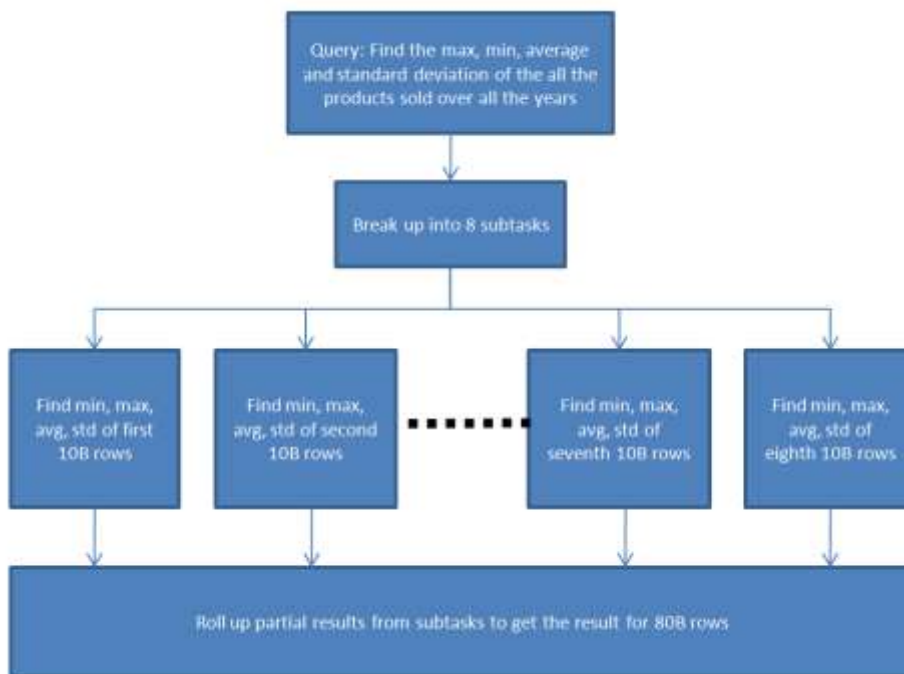 Query: Find the max, min, average
and standard deviation of the all the
products sold over all the years
Break up into 8 subtasks
Find min, max,
avg, std of first
10B rows
Find min, max,
avg, std of second
10B rows
Find min, max,
avg, std of
seventh 10B rows
Find min, max,
avg, std of
eighth 10B rows
Roll up partial results from subtasks to get the result for 80B rows